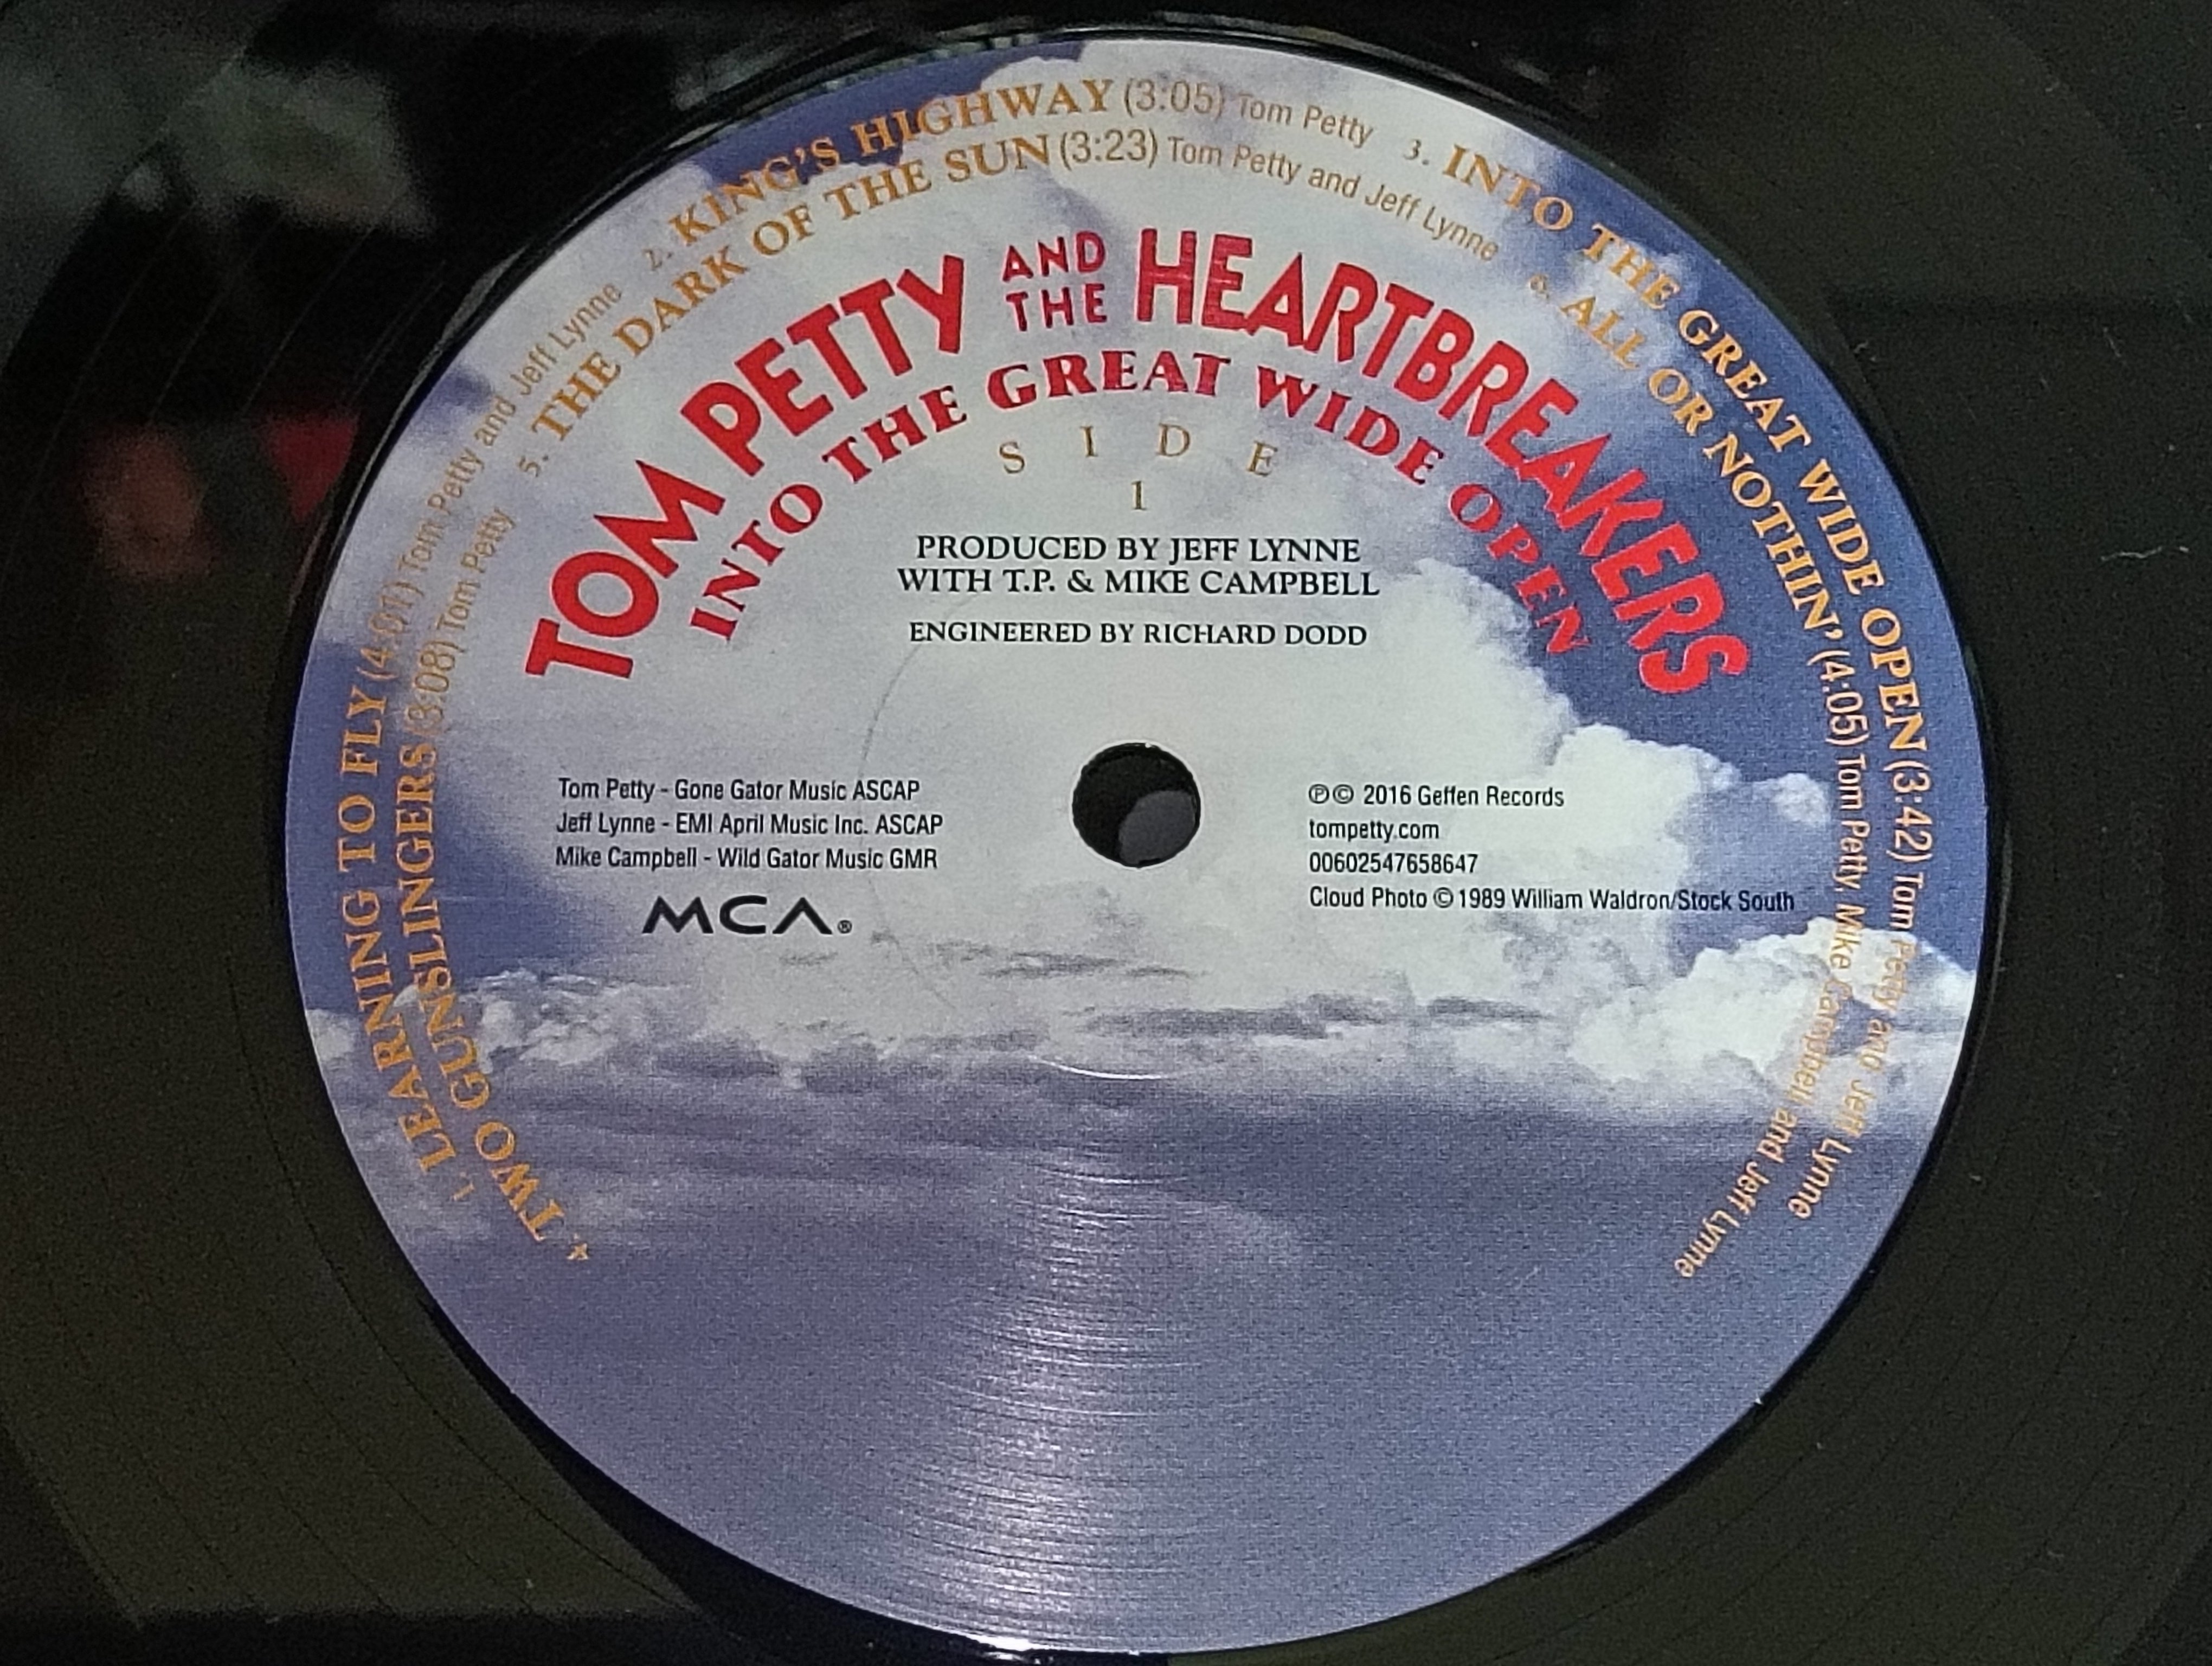 1. LEARNING TO FLY (4:01) Tom Petty and Jeff Lynne 2. KING'S HIGHWAY (3:05) Tom Petty 3. INTO THE GREAT WIDE OPEN (3:42) Tom Petty and Jeff Lynne
4. TWO GUNSLINGERS (3:08) Tom Petty 5. THE DARK OF THE SUN (3:23) Tom Petty and Jeff Lynne 6. ALL OR NOTHIN' (4:05) Tom Petty, Mike Campbell and Jeff Lynne
TOM PETTY AND THE HEARTBREAKERS
INTO THE GREAT WIDE OPEN
SIDE
1
PRODUCED BY JEFF LYNNE
WITH T.P. & MIKE CAMPBELL
ENGINEERED BY RICHARD DODD
Tom Petty - Gone Gator Music ASCAP
Jeff Lynne - EMI April Music Inc. ASCAP
Mike Campbell - Wild Gator Music GMR
MCA®
℗© 2016 Geffen Records
tompetty.com
00602547658647
Cloud Photo © 1989 William Waldron/Stock South